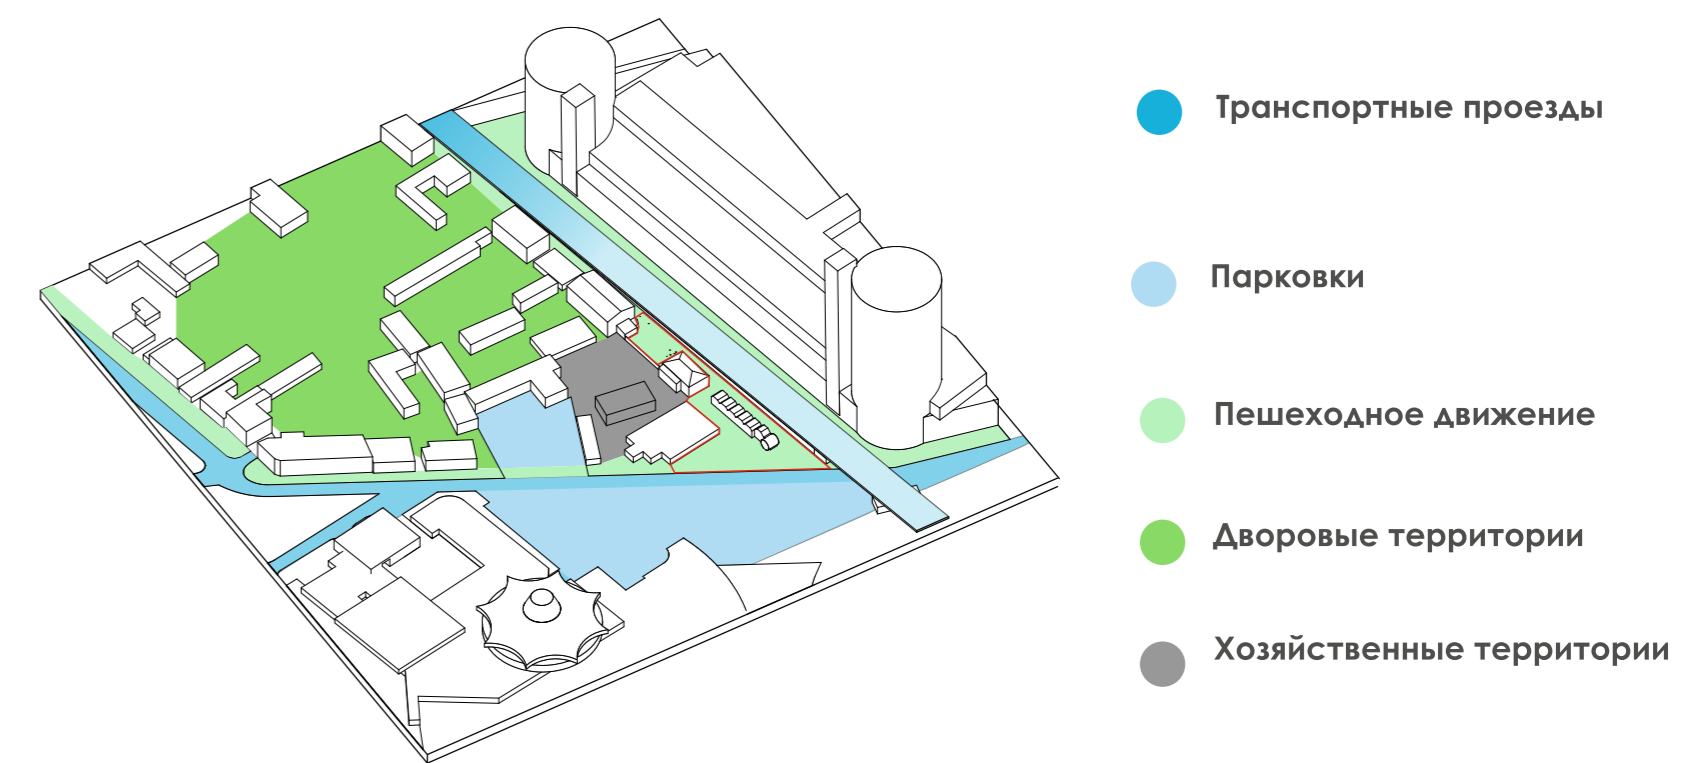 Транспортные проезды
Парковки
Пешеходное движение
Дворовые территории
Хозяйственные территории